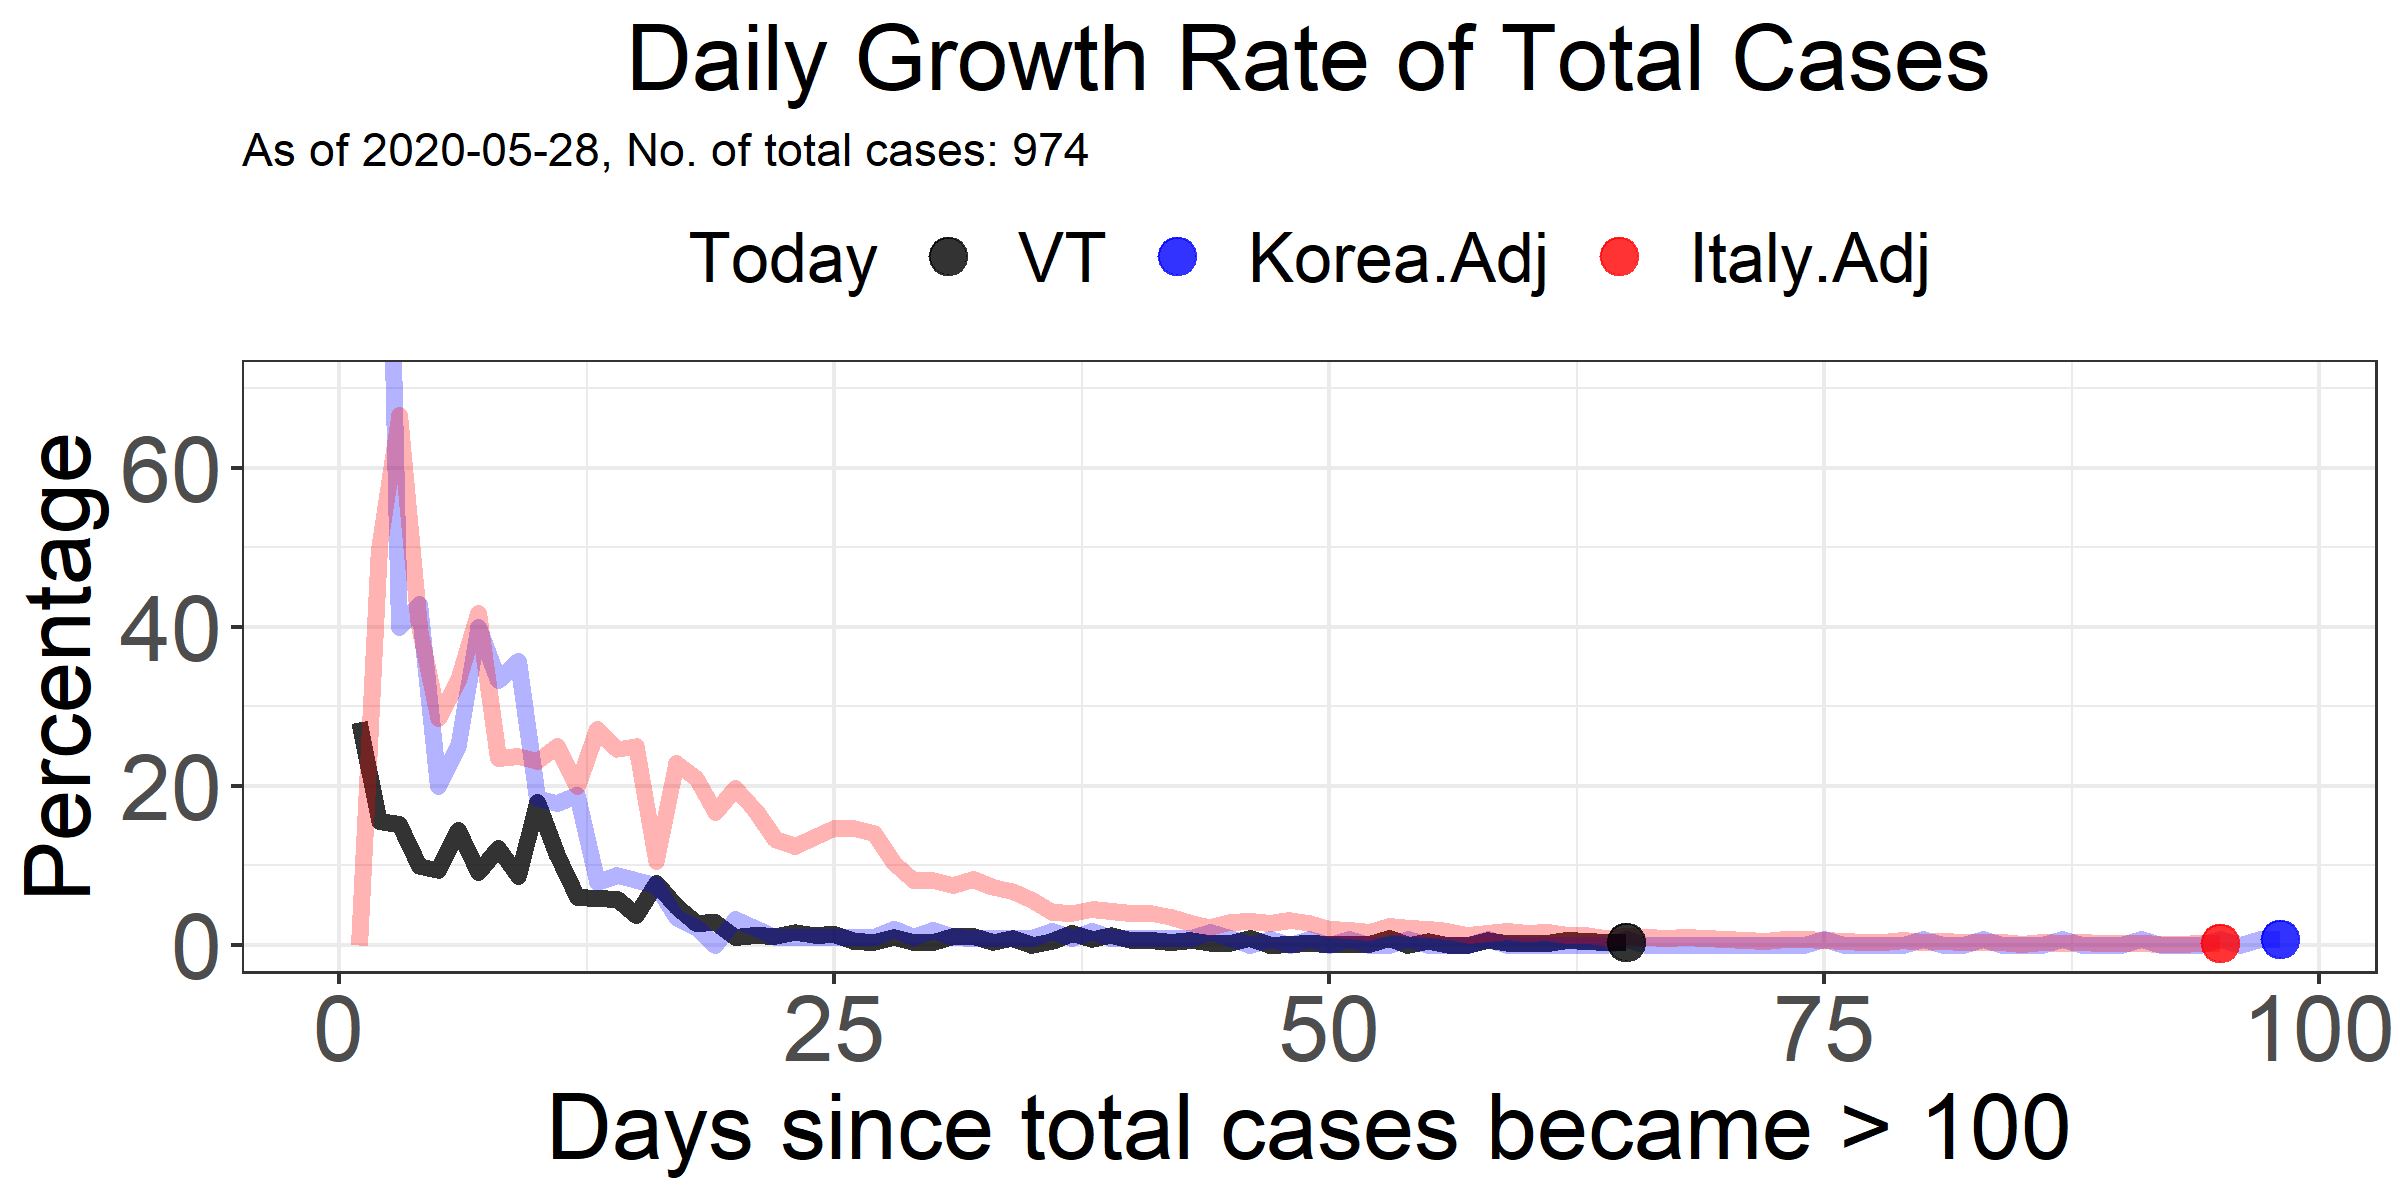 Daily Growth Rate of Total Cases
As of 2020-05-28, No. of total cases: 974
Today VT Korea.Adj Italy.Adj
Percentage
60
40
20
0
0 25 50 75 100
Days since total cases became > 100